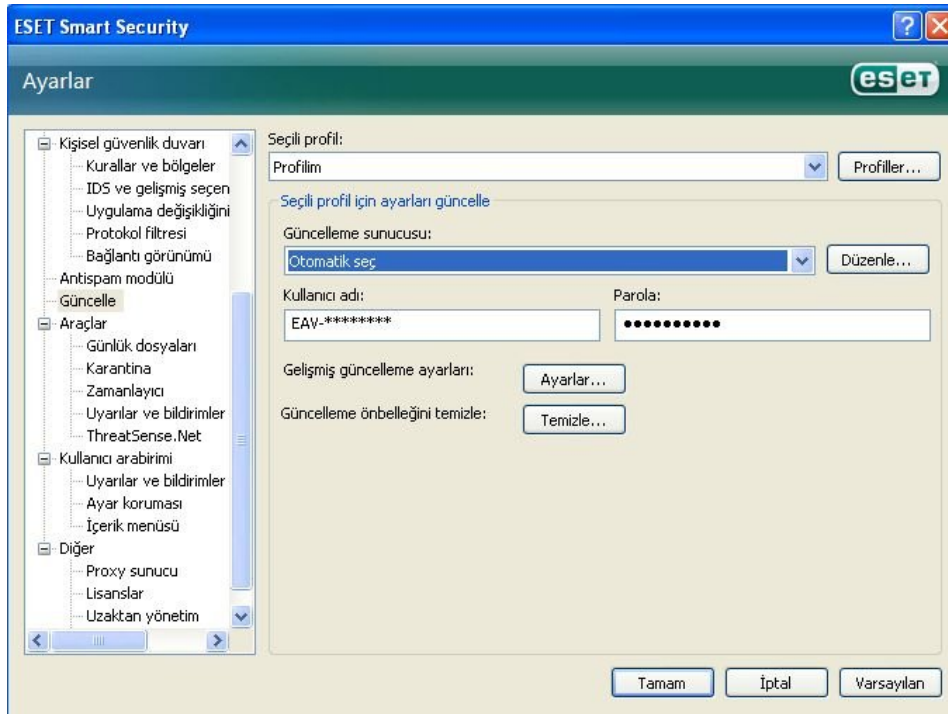 ESET Smart Security
Ayarlar
eseT
Kişisel güvenlik duvarı
Kurallar ve bölgeler
IDS ve gelişmiş seçen
Uygulama değişikliğini
Protokol filtresi
Bağlantı görünümü
Antispam modülü
Güncelle
Araçlar
Günlük dosyaları
Karantina
Zamanlayıcı
Uyarılar ve bildirimler
ThreatSense.Net
Kullanıcı arabirimi
Uyarılar ve bildirimler
Ayar koruması
İçerik menüsü
Diğer
Proxy sunucu
Lisanslar
Uzaktan yönetim
Seçili profil:
Profilim
Profiller...
Seçili profil için ayarları güncelle
Güncelleme sunucusu:
Otomatik seç
Düzenle...
Kullanıcı adı:
Parola:
EAV-********
●●●●●●●●●●
Gelişmiş güncelleme ayarları:
Ayarlar...
Güncelleme önbelleğini temizle:
Temizle...
Tamam
İptal
Varsayılan